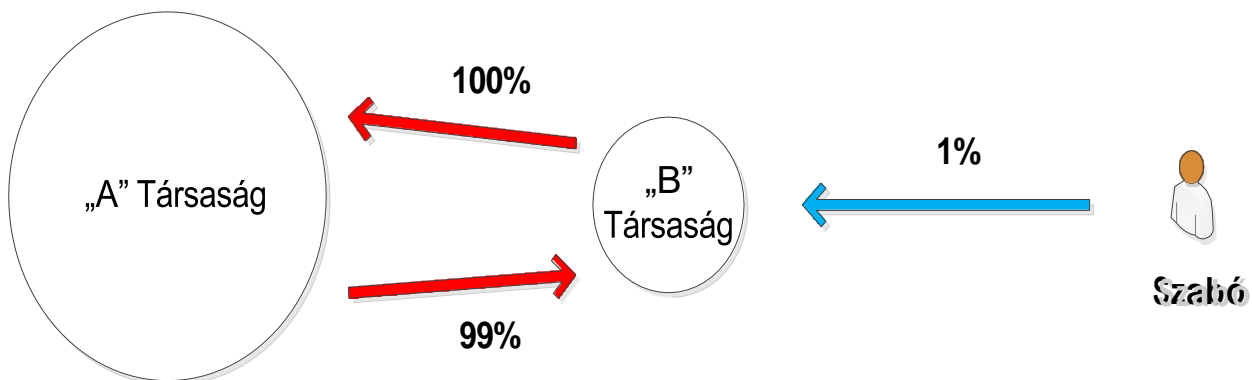 100%
„A” Társaság
„B”
Társaság
1%
Szabó
99%